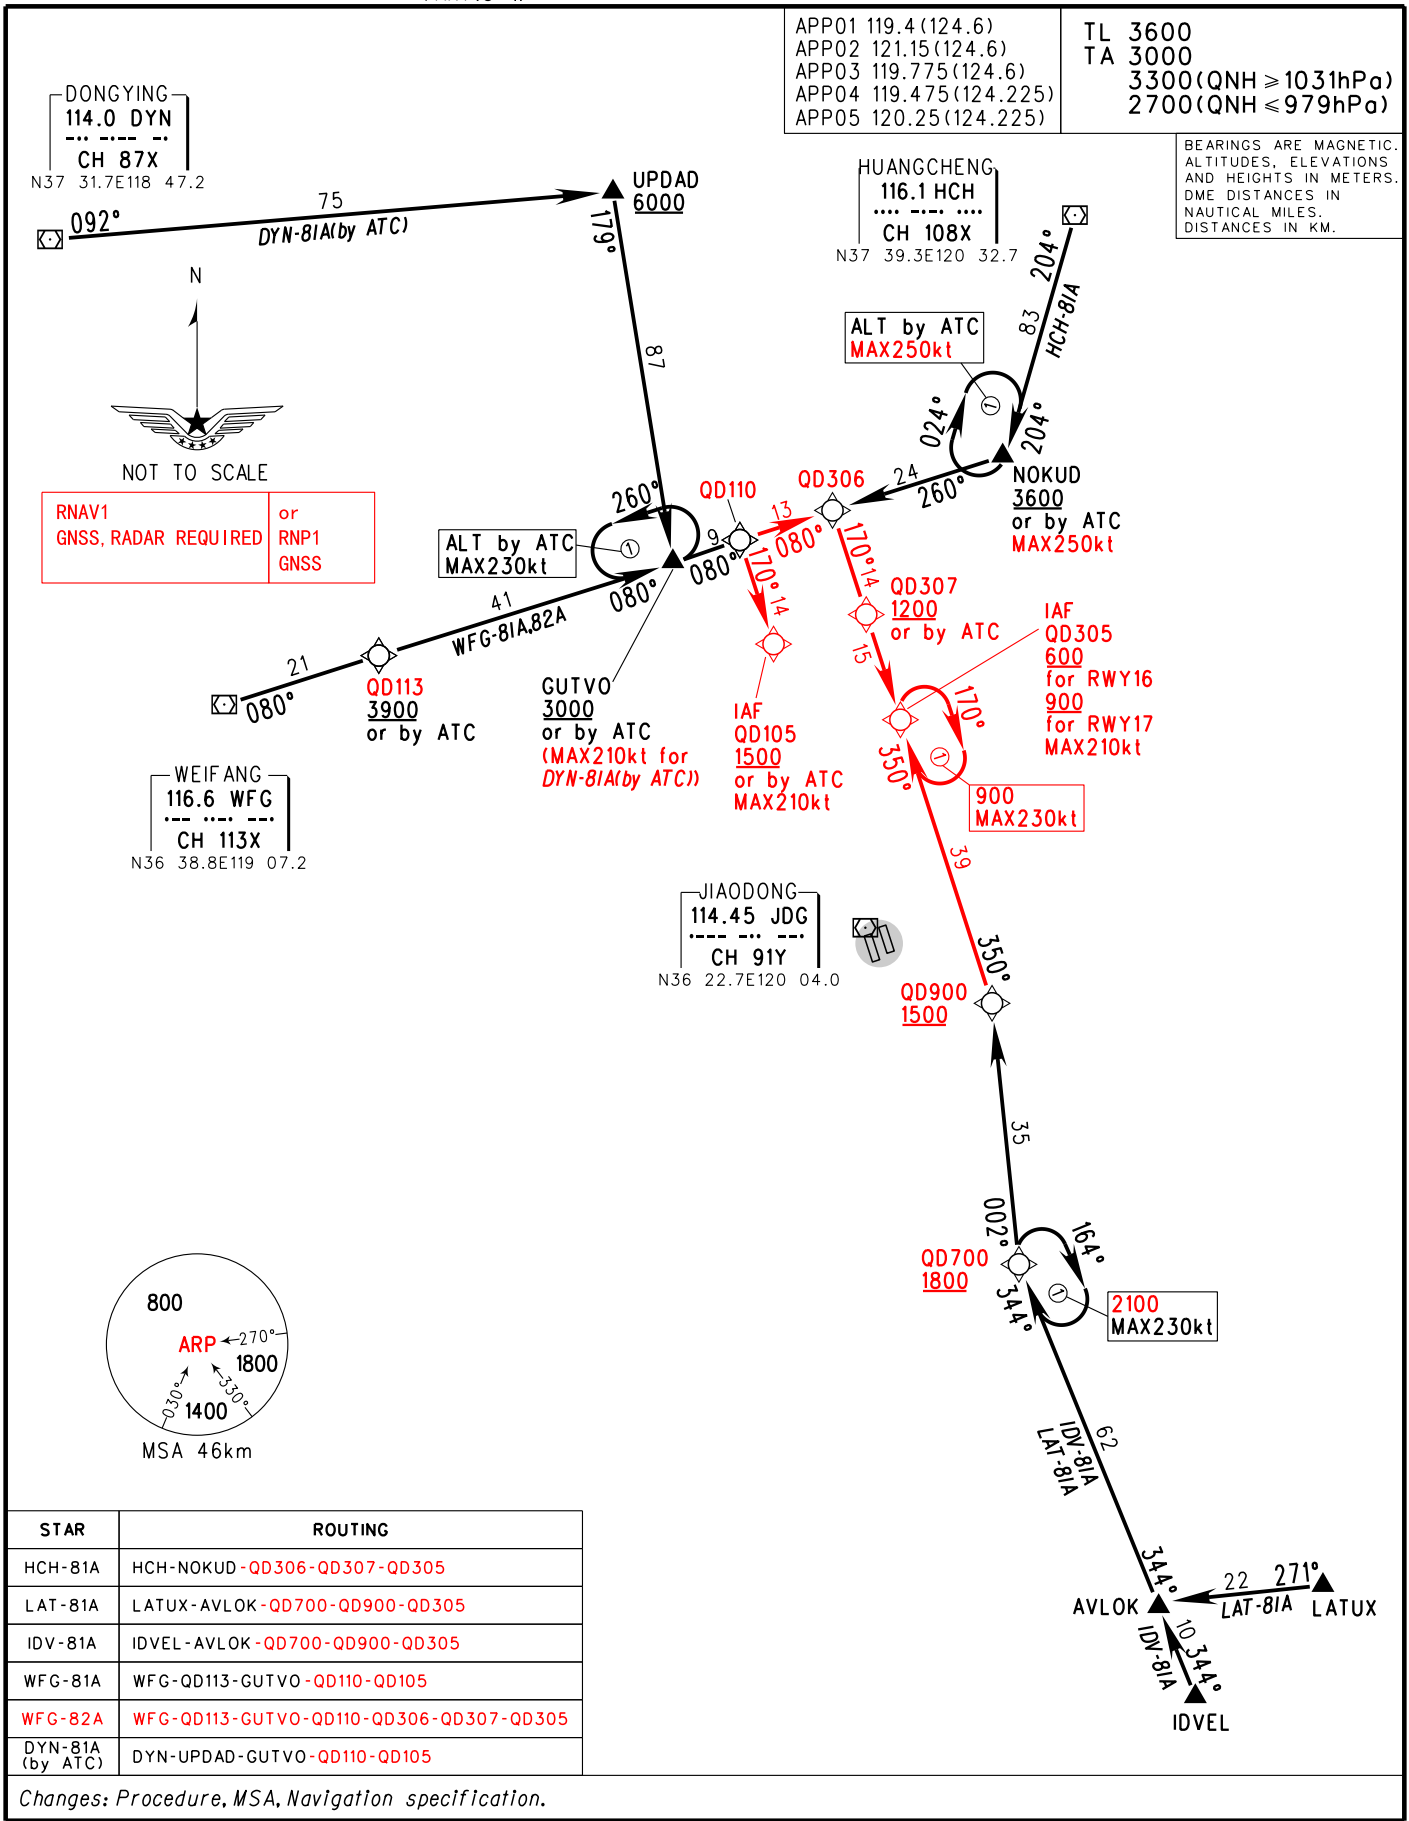 APP01 119.4(124.6)
APP02 121.15(124.6)
APP03 119.775(124.6)
APP04 119.475(124.225)
APP05 120.25(124.225)
TL 3600
TA 3000
3300(QNH ≥1031hPa)
2700(QNH ≤979hPa)
BEARINGS ARE MAGNETIC.
ALTITUDES, ELEVATIONS
AND HEIGHTS IN METERS.
DME DISTANCES IN
NAUTICAL MILES.
DISTANCES IN KM.
DONGYING
114.0 DYN
-·· -·-- -·
CH 87X
N37 31.7E118 47.2
092°
75
DYN-81A(by ATC)
UPDAD
6000
179°
87
HUANGCHENG
116.1 HCH
···· -·-· ····
CH 108X
N37 39.3E120 32.7
204°
83
HCH-81A
204°
ALT by ATC
MAX250kt
1
024°
NOKUD
3600
or by ATC
MAX250kt
24
260°
N
NOT TO SCALE
RNAV1
GNSS, RADAR REQUIRED
or
RNP1
GNSS
260°
ALT by ATC
MAX230kt
1
QD110
9
080°
13
080°
QD306
170°
14
170°
14
QD307
1200
or by ATC
15
IAF
QD305
600
for RWY16
900
for RWY17
MAX210kt
41
WFG-81A,82A
080°
21
080°
QD113
3900
or by ATC
GUTVO
3000
or by ATC
(MAX210kt for
DYN-81A(by ATC))
IAF
QD105
1500
or by ATC
MAX210kt
170°
1
350°
900
MAX230kt
39
WEIFANG
116.6 WFG
·-- ··-· --·
CH 113X
N36 38.8E119 07.2
JIAODONG
114.45 JDG
·--- -·· --·
CH 91Y
N36 22.7E120 04.0
350°
QD900
1500
35
002°
164°
QD700
1800
344°
1
2100
MAX230kt
62
IDV-81A
LAT-81A
344°
AVLOK
22
271°
LAT-81A
LATUX
10
344°
IDV-81A
IDVEL
800
ARP
270°
1800
030°
330°
1400
MSA 46km
STAR
ROUTING
HCH-81A
HCH-NOKUD-QD306-QD307-QD305
LAT-81A
LATUX-AVLOK-QD700-QD900-QD305
IDV-81A
IDVEL-AVLOK-QD700-QD900-QD305
WFG-81A
WFG-QD113-GUTVO-QD110-QD105
WFG-82A
WFG-QD113-GUTVO-QD110-QD306-QD307-QD305
DYN-81A
(by ATC)
DYN-UPDAD-GUTVO-QD110-QD105
Changes: Procedure, MSA, Navigation specification.